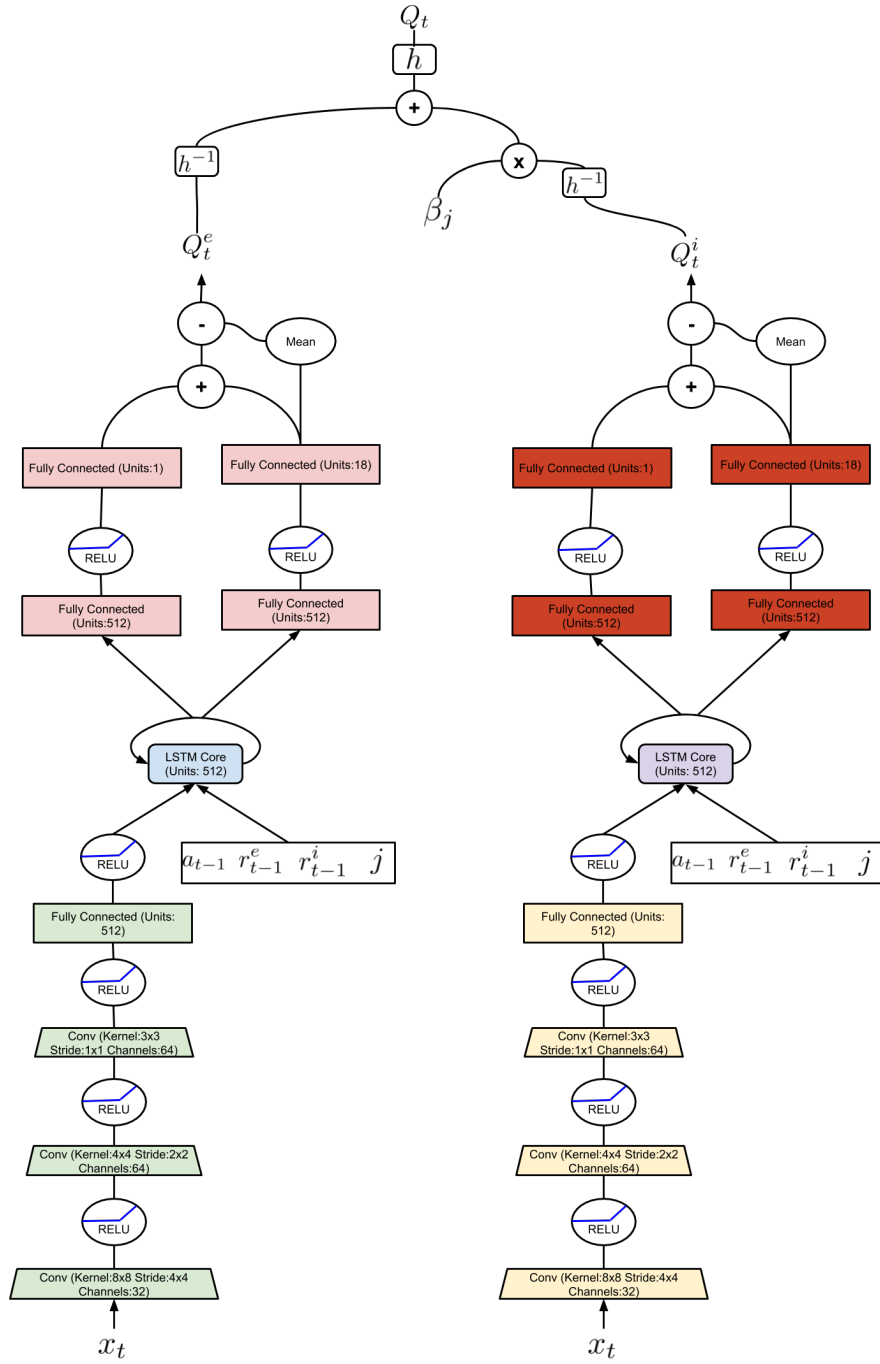 Q_t
h
+
h^{-1}
x
h^{-1}
β_j
Q_t^e
Q_t^i
-
Mean
-
Mean
+
+
Fully Connected (Units:1)
Fully Connected (Units:18)
Fully Connected (Units:1)
Fully Connected (Units:18)
RELU
RELU
RELU
RELU
Fully Connected
(Units:512)
Fully Connected
(Units:512)
Fully Connected
(Units:512)
Fully Connected
(Units:512)
LSTM Core
(Units: 512)
LSTM Core
(Units: 512)
RELU
a_{t-1} r_{t-1}^e r_{t-1}^i j
RELU
a_{t-1} r_{t-1}^e r_{t-1}^i j
Fully Connected (Units:
512)
Fully Connected (Units:
512)
RELU
RELU
Conv (Kernel:3x3
Stride:1x1 Channels:64)
Conv (Kernel:3x3
Stride:1x1 Channels:64)
RELU
RELU
Conv (Kernel:4x4 Stride:2x2
Channels:64)
Conv (Kernel:4x4 Stride:2x2
Channels:64)
RELU
RELU
Conv (Kernel:8x8 Stride:4x4
Channels:32)
Conv (Kernel:8x8 Stride:4x4
Channels:32)
x_t
x_t